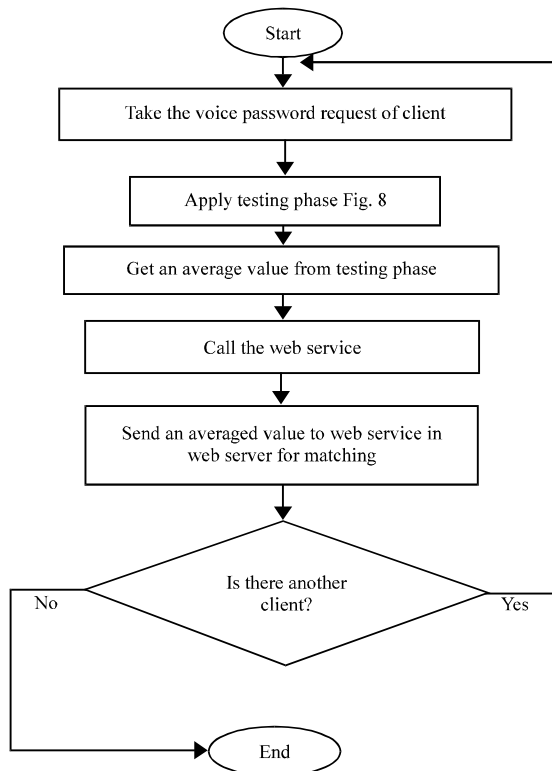 Start
Take the voice password request of client
Apply testing phase Fig. 8
Get an average value from testing phase
Call the web service
Send an averaged value to web service in
web server for matching
Is there another
client?
No
Yes
End